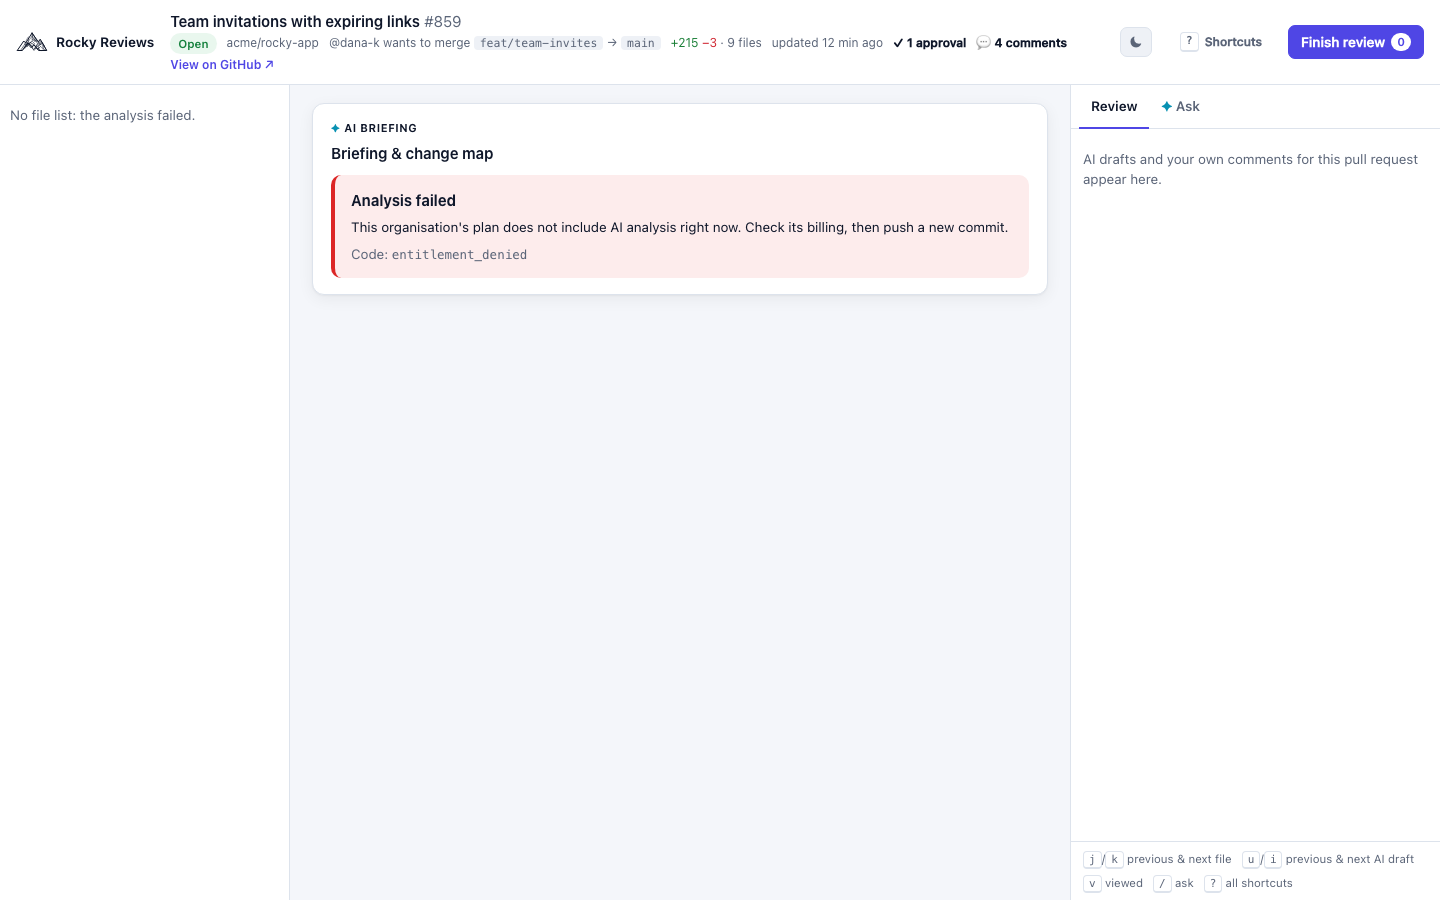 Rocky Reviews
Team invitations with expiring links #859
Open acme/rocky-app @dana-k wants to merge feat/team-invites → main +215 −3 · 9 files updated 12 min ago ✓ 1 approval 💬 4 comments
View on GitHub ↗
? Shortcuts
Finish review 0
No file list: the analysis failed.
✦ AI BRIEFING
Briefing & change map
Analysis failed
This organisation's plan does not include AI analysis right now. Check its billing, then push a new commit.
Code: entitlement_denied
Review ✦ Ask
AI drafts and your own comments for this pull request
appear here.
j/k previous & next file u/i previous & next AI draft
v viewed / ask ? all shortcuts